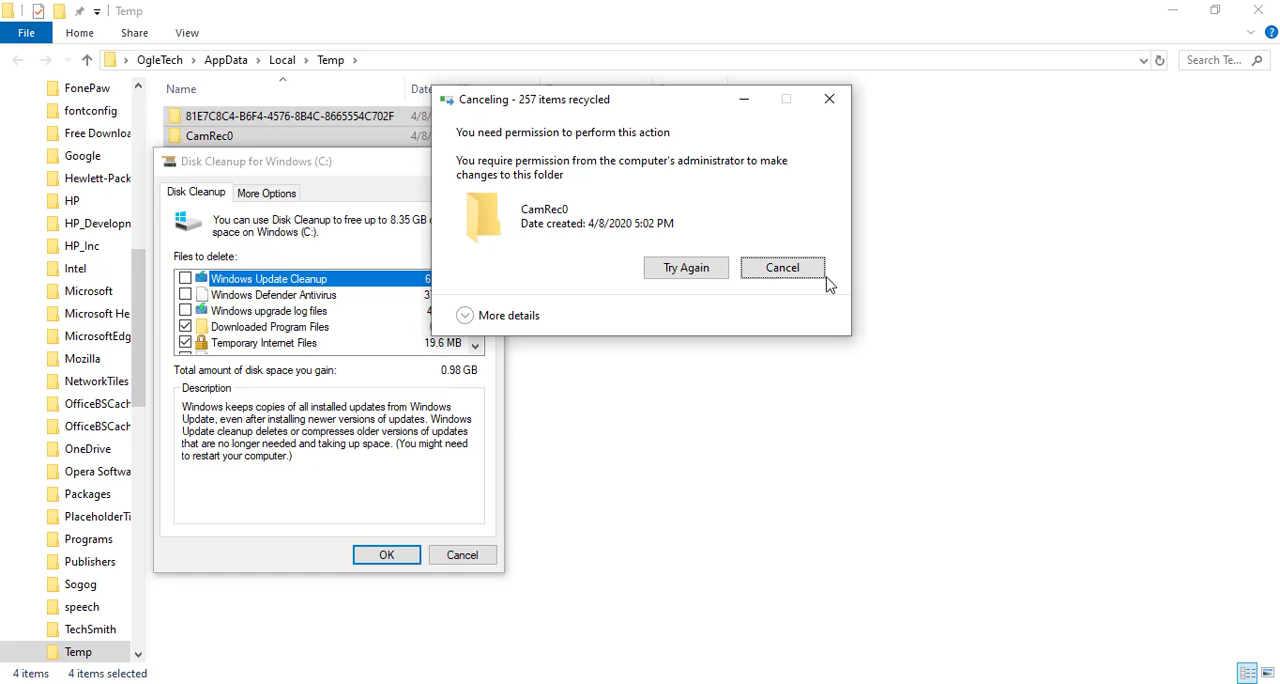 Temp
File
Home
Share
View
OgleTech
AppData
Local
Temp
Search Te...
FonePaw
fontconfig
Free Downloa
Google
Hewlett-Pack
HP
HP_Developm
HP_Inc
Intel
Microsoft
Microsoft He
MicrosoftEdg
Mozilla
NetworkTiles
OfficeBSCach
OfficeBSCach
OneDrive
Opera Softwa
Packages
PlaceholderTi
Programs
Publishers
Sogog
speech
TechSmith
Temp
Name
81E7C8C4-B6F4-4576-8B4C-8665554C702F 4/8/
CamRec0 4/8/
Disk Cleanup for Windows (C:)
Disk Cleanup
More Options
You can use Disk Cleanup to free up to 8.35 GB
space on Windows (C:).
Files to delete:
Windows Update Cleanup
Windows Defender Antivirus
Windows upgrade log files
Downloaded Program Files
Temporary Internet Files 19.6 MB
Total amount of disk space you gain: 0.98 GB
Description
Windows keeps copies of all installed updates from Windows
Update, even after installing newer versions of updates. Windows
Update cleanup deletes or compresses older versions of updates
that are no longer needed and taking up space. (You might need
to restart your computer.)
OK
Cancel
Canceling - 257 items recycled
You need permission to perform this action
You require permission from the computer's administrator to make
changes to this folder
CamRec0
Date created: 4/8/2020 5:02 PM
Try Again
Cancel
More details
4 items
4 items selected